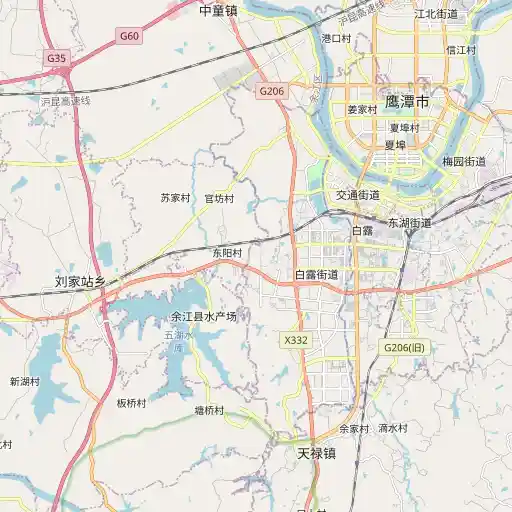 中童镇
沪昆高速线
江北街道
港口村
信江村
G60
G35
沪昆高速线
G206
余江区
鹰潭市
姜家村
夏埠村
夏埠
梅园街道
苏家村
官坊村
交通街道
东湖街道
白露
东阳村
刘家站乡
白露街道
余江县水产场
五湖水
库
X332
G206(旧)
新湖村
板桥村
塘桥村
余家村
滴水村
天禄镇